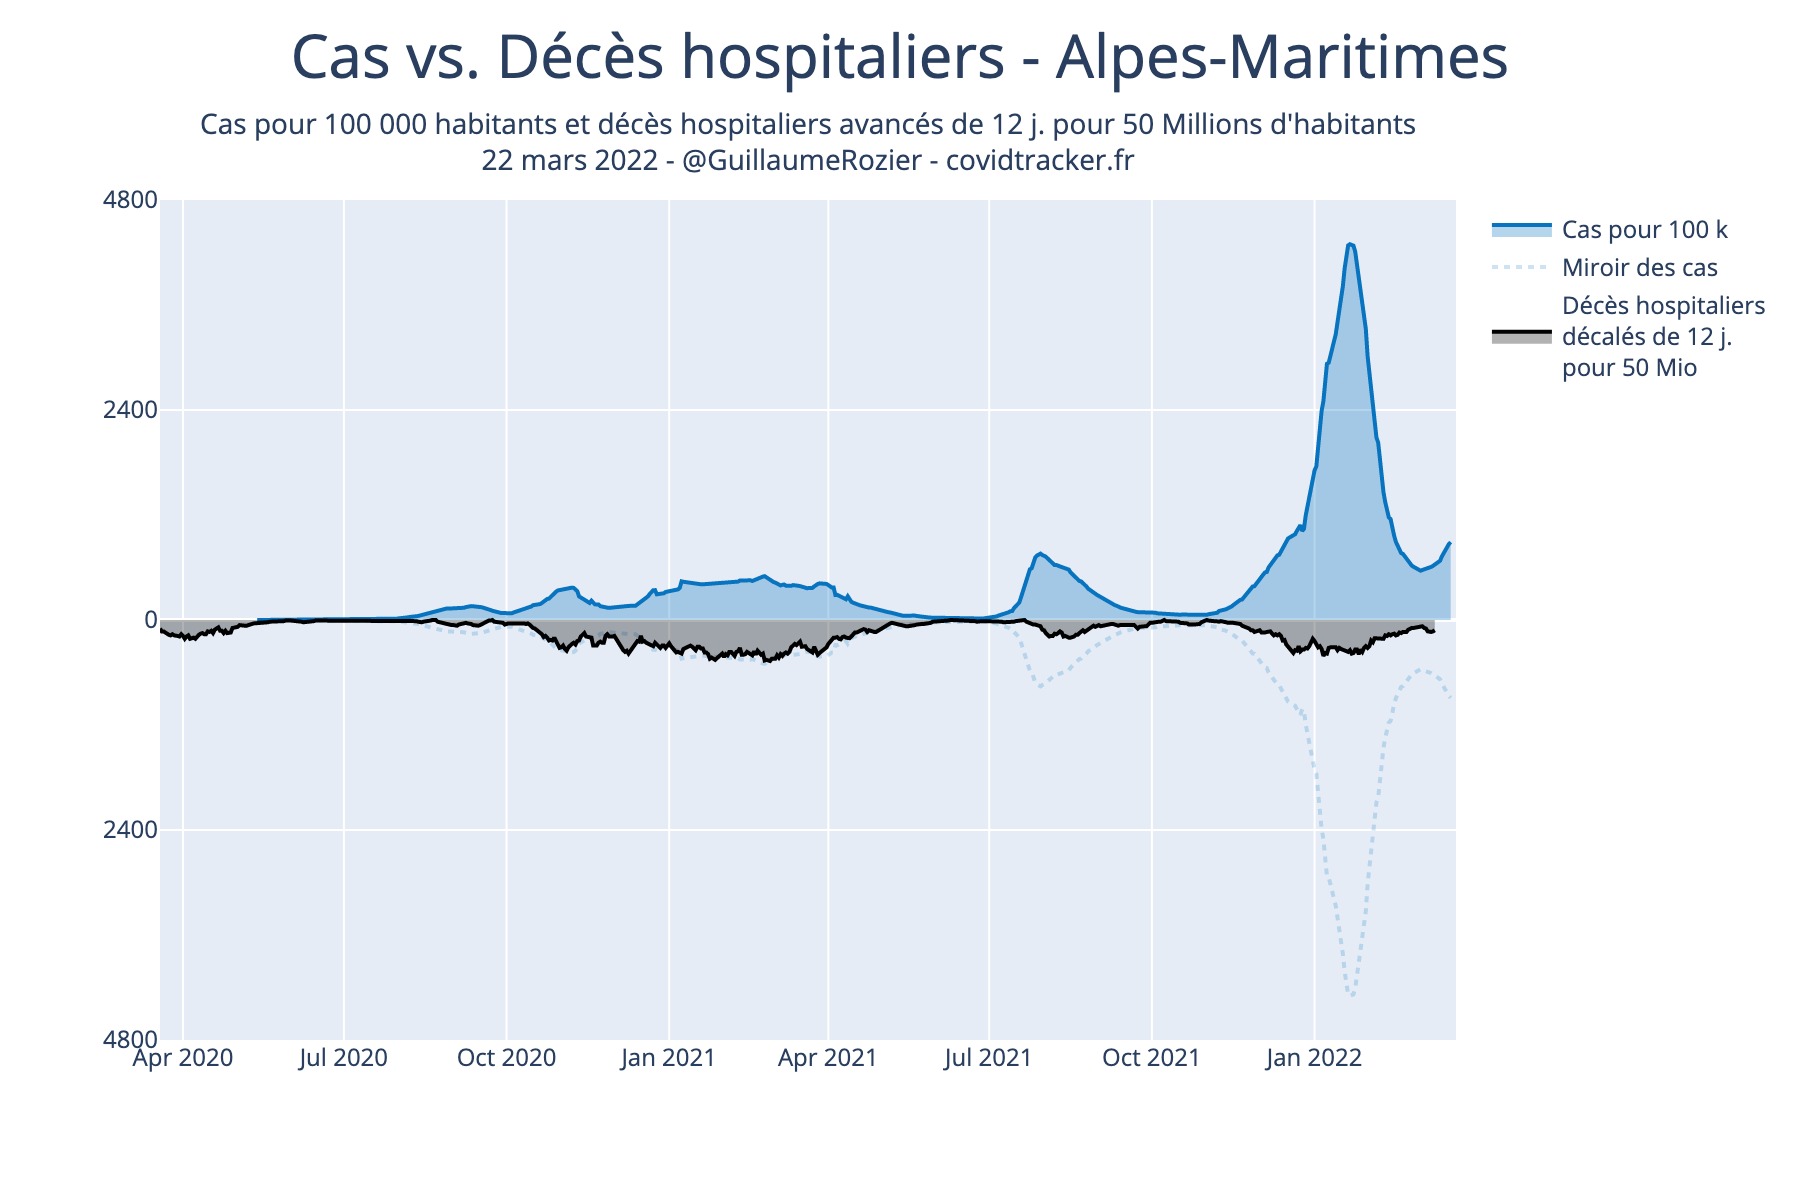 Cas vs. Décès hospitaliers - Alpes-Maritimes
Cas pour 100 000 habitants et décès hospitaliers avancés de 12 j. pour 50 Millions d'habitants
22 mars 2022 - @GuillaumeRozier - covidtracker.fr
4800
2400
0
2400
4800
Apr 2020
Jul 2020
Oct 2020
Jan 2021
Apr 2021
Jul 2021
Oct 2021
Jan 2022
Cas pour 100 k
Miroir des cas
Décès hospitaliers
décalés de 12 j.
pour 50 Mio